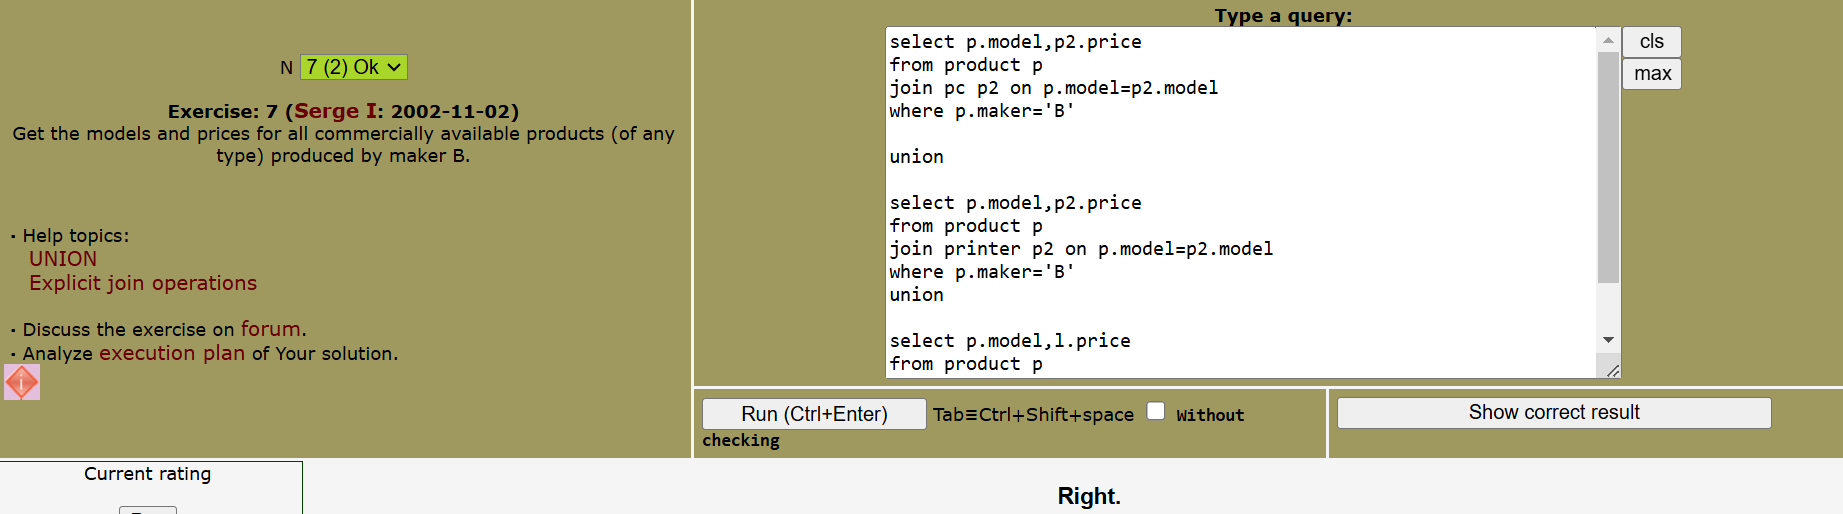 N 7 (2) Ok
Exercise: 7 (Serge I: 2002-11-02)
Get the models and prices for all commercially available products (of any
type) produced by maker B.
· Help topics:
UNION
Explicit join operations
· Discuss the exercise on forum.
· Analyze execution plan of Your solution.
Type a query:
select p.model,p2.price
from product p
join pc p2 on p.model=p2.model
where p.maker='B'
union
select p.model,p2.price
from product p
join printer p2 on p.model=p2.model
where p.maker='B'
union
select p.model,l.price
from product p
cls
max
Run (Ctrl+Enter) Tab≡Ctrl+Shift+space Without
checking
Show correct result
Current rating
Right.